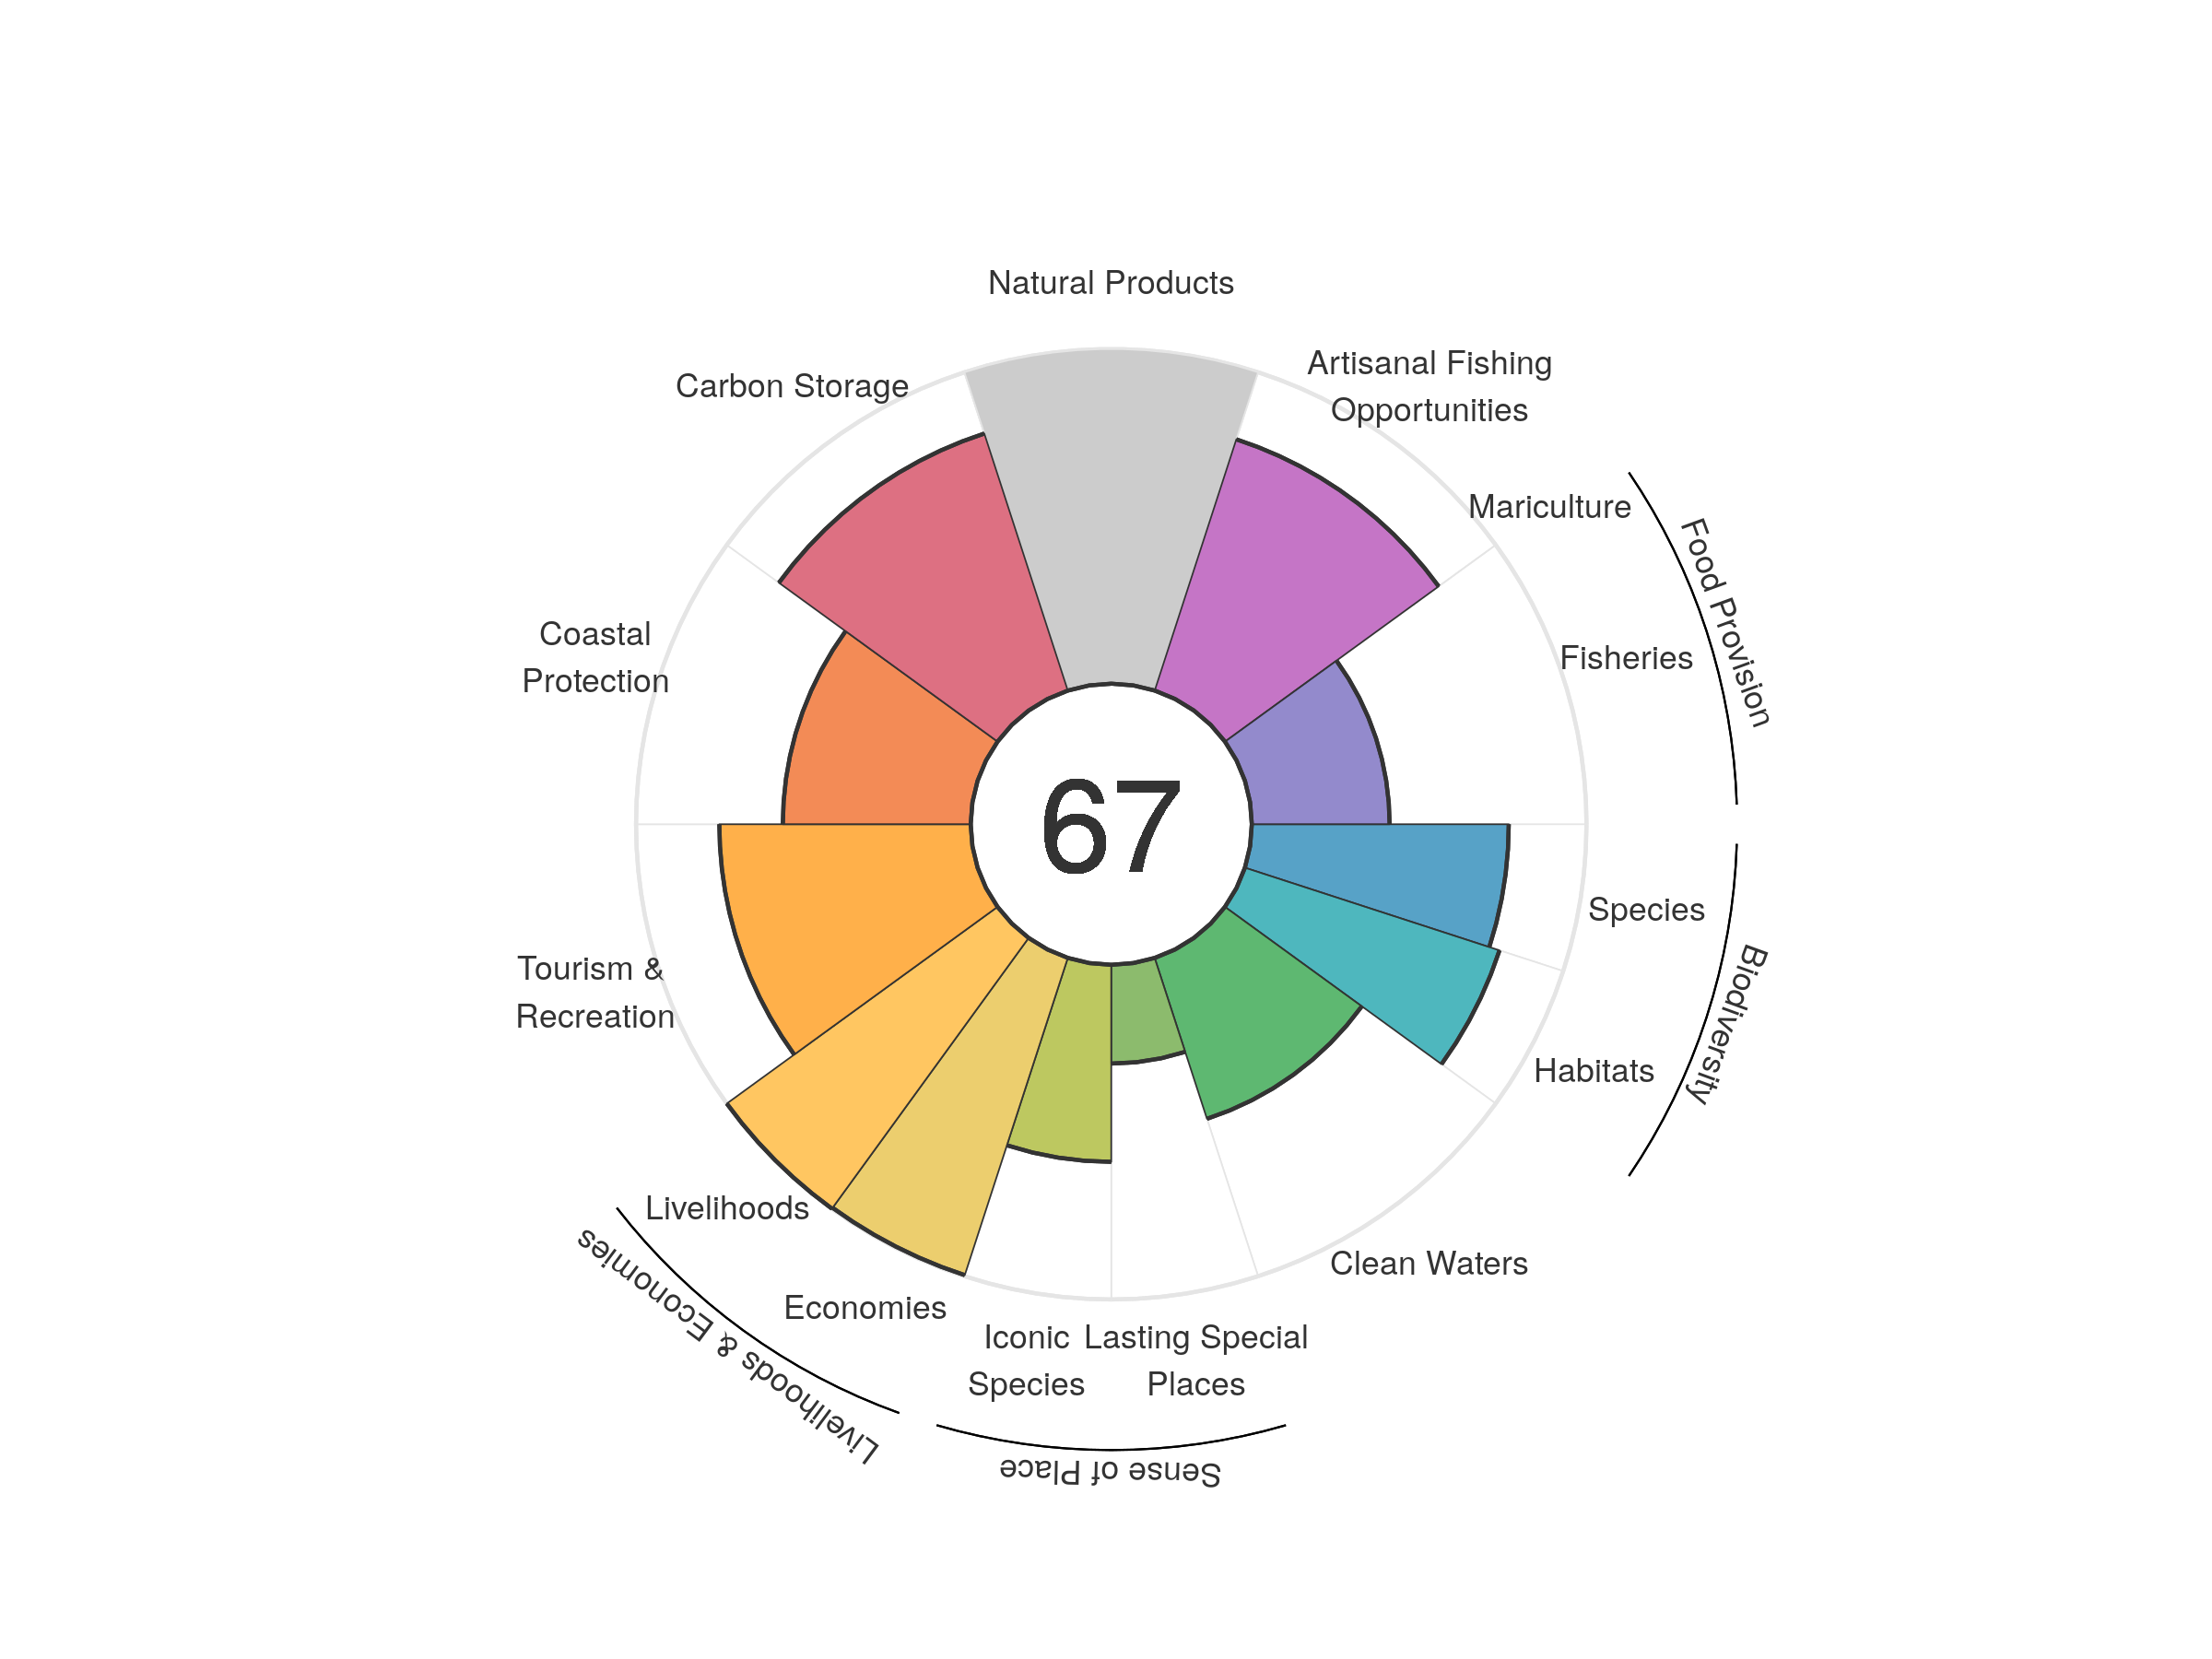 Natural Products
Artisanal Fishing
Opportunities
Carbon Storage
Mariculture
Food Provision
Fisheries
Coastal
Protection
67
Species
Biodiversity
Tourism &
Recreation
Habitats
Livelihoods
Livelihoods & Economies
Clean Waters
Economies
Iconic
Species
Lasting Special
Places
Sense of Place